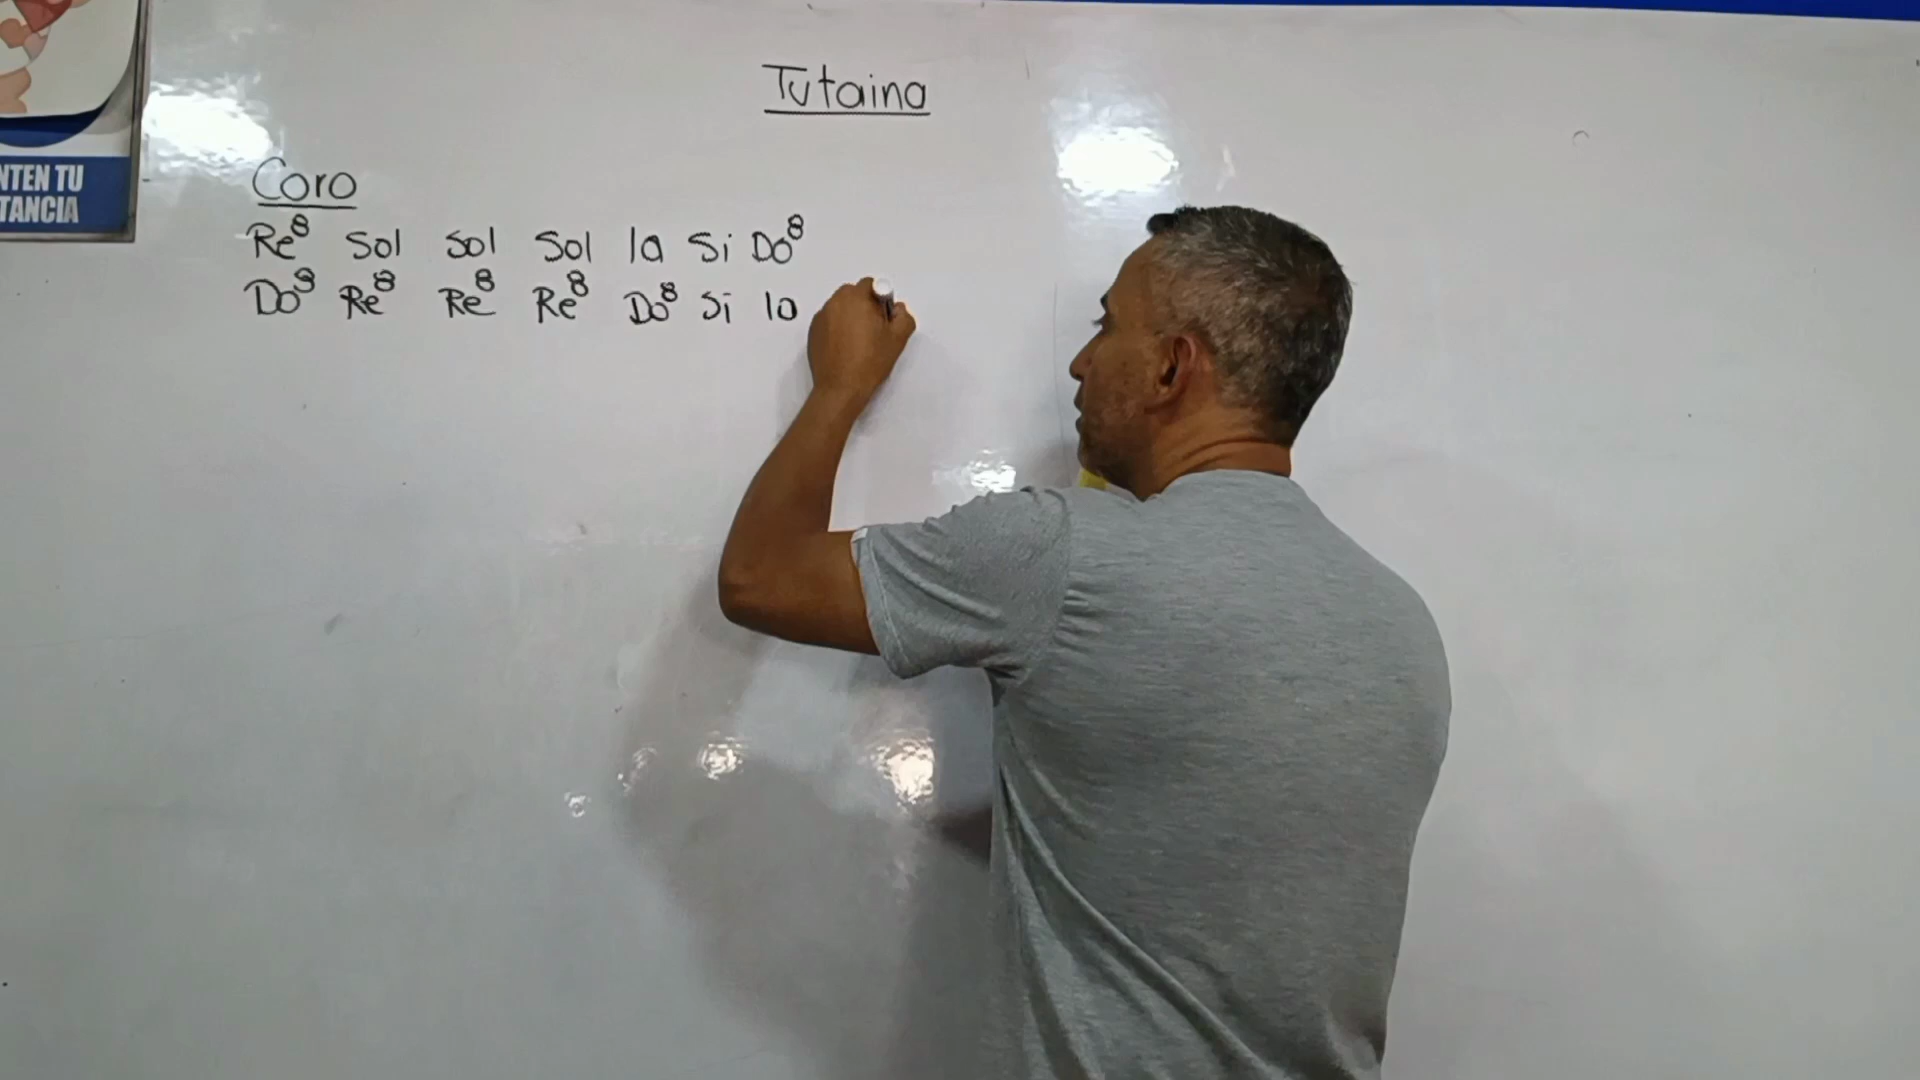 Tutaina
NTEN TU
TANCIA
Coro
Re⁸ Sol Sol Sol la Si Do⁸
Do⁸ Re⁸ Re⁸ Re⁸ Do⁸ Si la